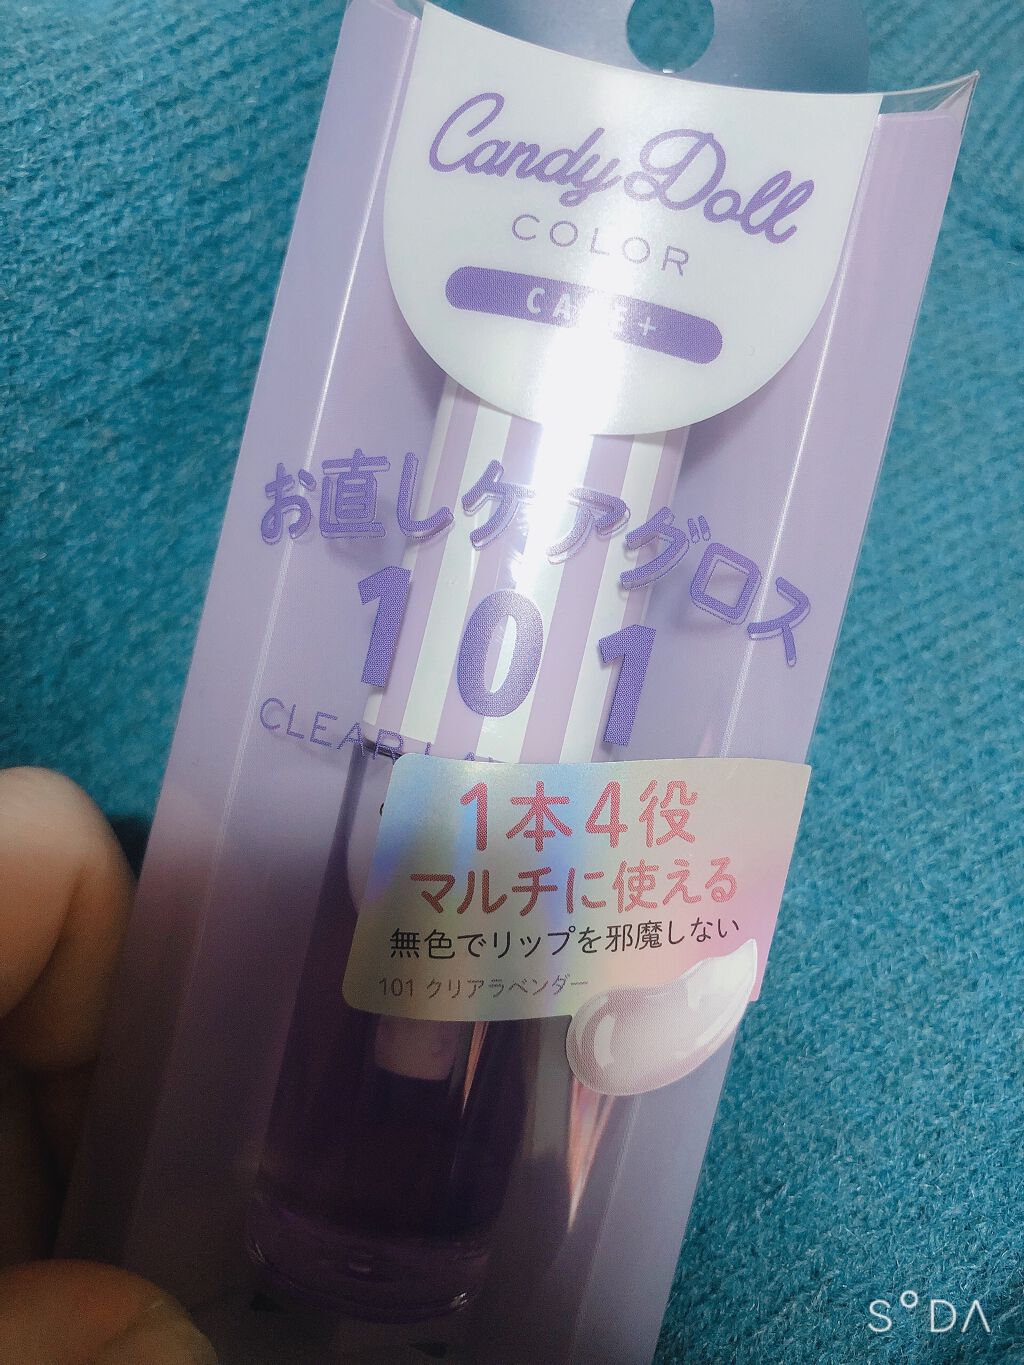 Candy Doll
COLOR
お直しケアグロス
101
CLEAR
1本4役
マルチに使える
無色でリップを邪魔しない
101 クリアラベンダー
SODA